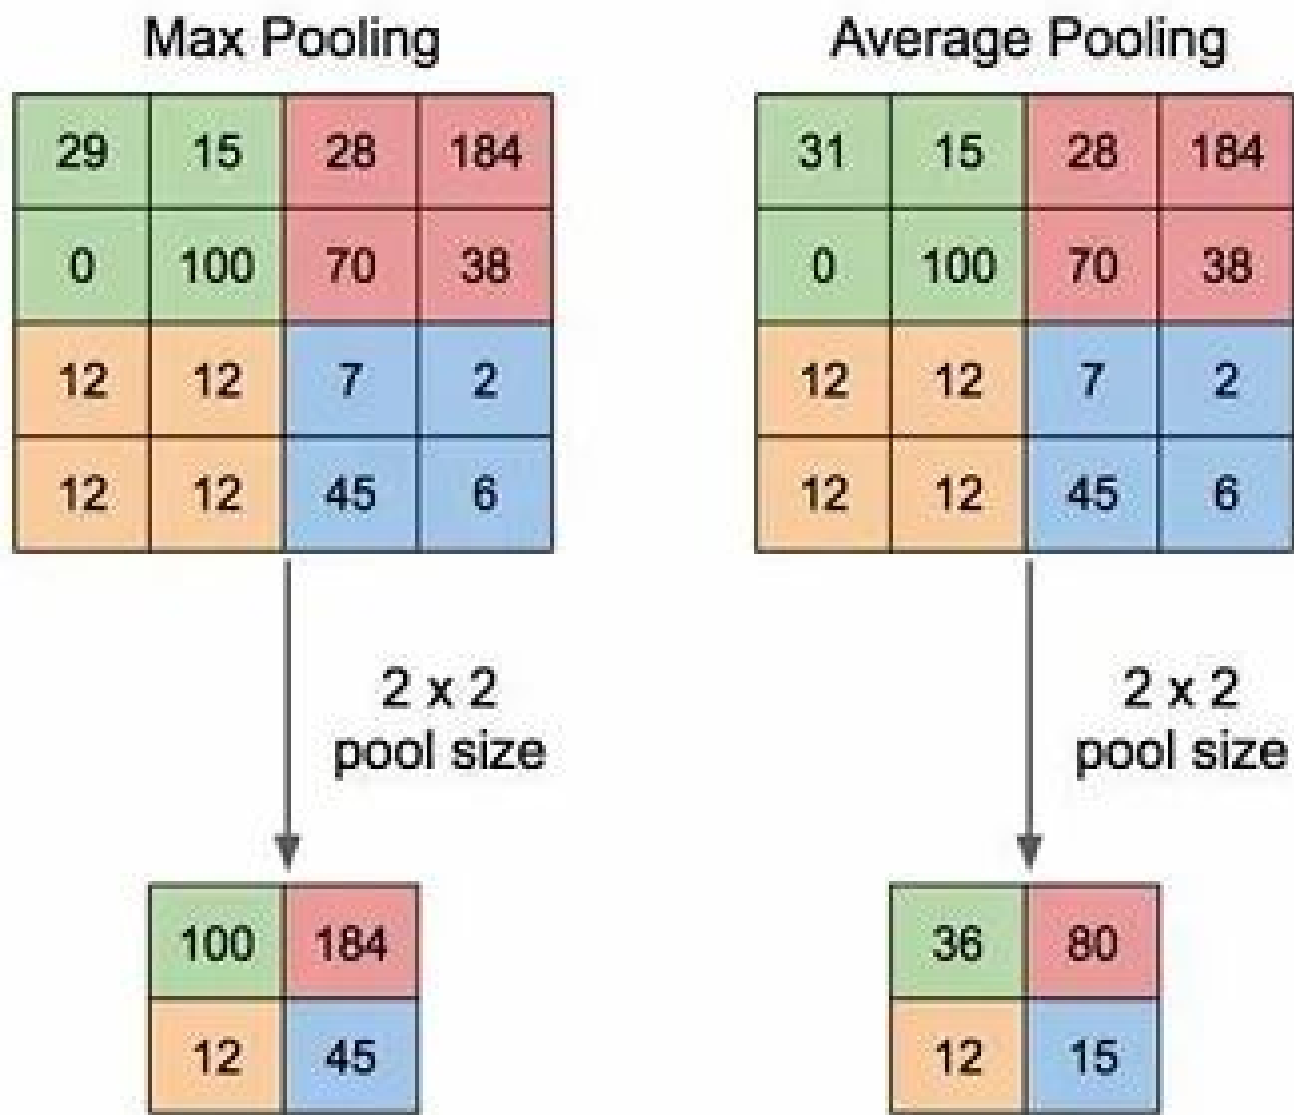 Max Pooling
29 15 28 184
0 100 70 38
12 12 7 2
12 12 45 6
2 x 2
pool size
100 184
12 45
Average Pooling
31 15 28 184
0 100 70 38
12 12 7 2
12 12 45 6
2 x 2
pool size
36 80
12 15